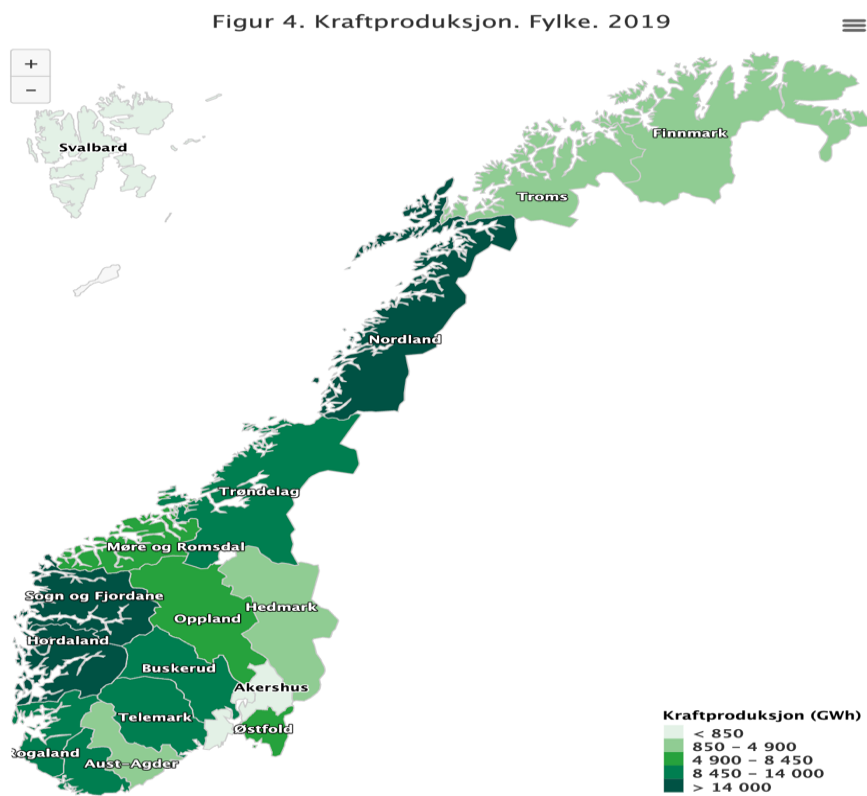 Figur 4. Kraftproduksjon. Fylke. 2019
+
−
Svalbard
Finnmark
Troms
Nordland
Trøndelag
Møre og Romsdal
Sogn og Fjordane
Hedmark
Oppland
Hordaland
Buskerud
Akershus
Telemark
Østfold
Rogaland
Aust-Agder
Kraftproduksjon (GWh)
< 850
850 – 4 900
4 900 – 8 450
8 450 – 14 000
> 14 000